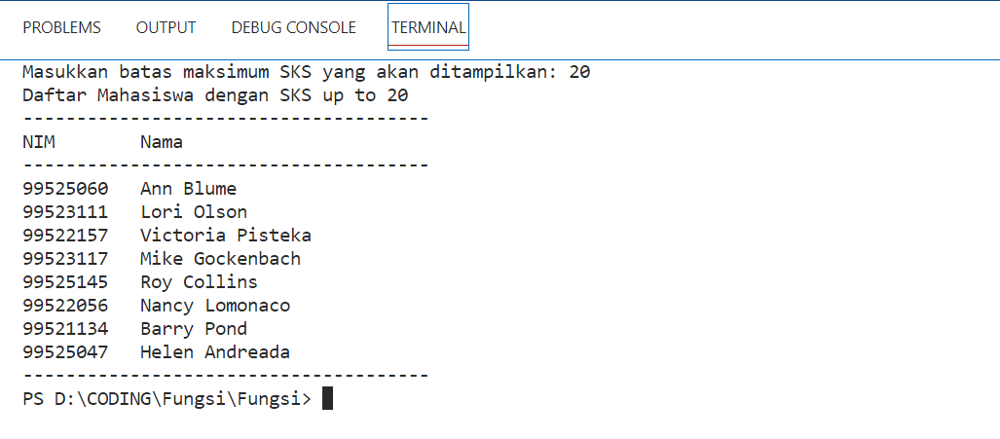 PROBLEMS OUTPUT DEBUG CONSOLE TERMINAL
Masukkan batas maksimum SKS yang akan ditampilkan: 20
Daftar Mahasiswa dengan SKS up to 20
--------------------------------------
NIM Nama
--------------------------------------
99525060 Ann Blume
99523111 Lori Olson
99522157 Victoria Pisteka
99523117 Mike Gockenbach
99525145 Roy Collins
99522056 Nancy Lomonaco
99521134 Barry Pond
99525047 Helen Andreada
--------------------------------------
PS D:\CODING\Fungsi\Fungsi>